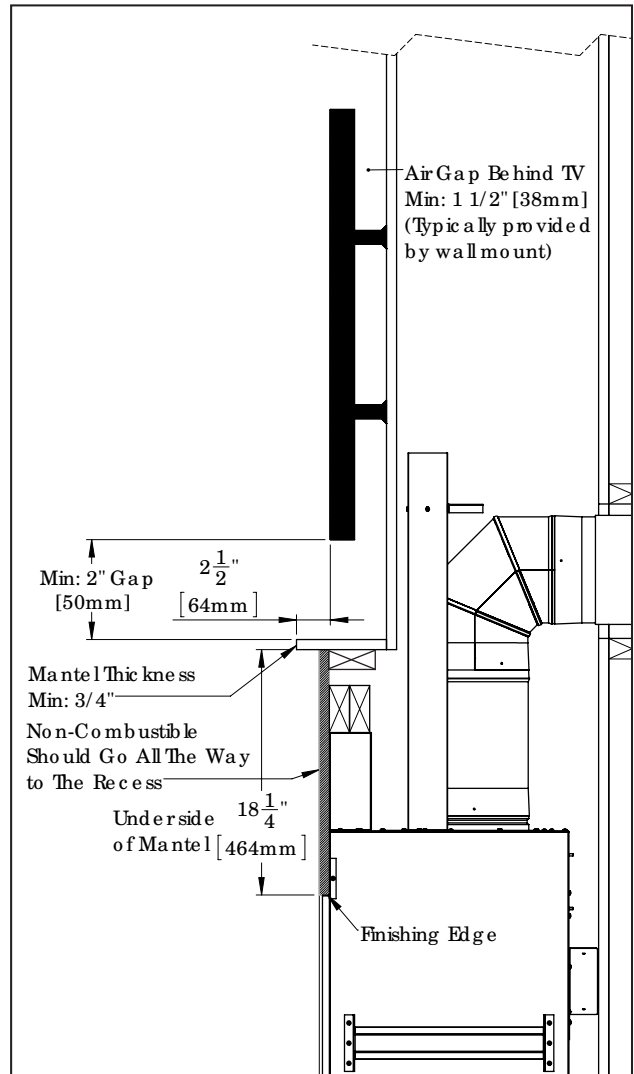 Air Gap Behind TV
Min: 1 1/2" [38mm]
(Typically provided
by wall mount)
Min: 2" Gap
[50mm]
2 1/2"
[64mm]
Mantel Thickness
Min: 3/4"
Non-Combustible
Should Go All The Way
to The Recess
Underside
of Mantel
18 1/4"
[464mm]
Finishing Edge